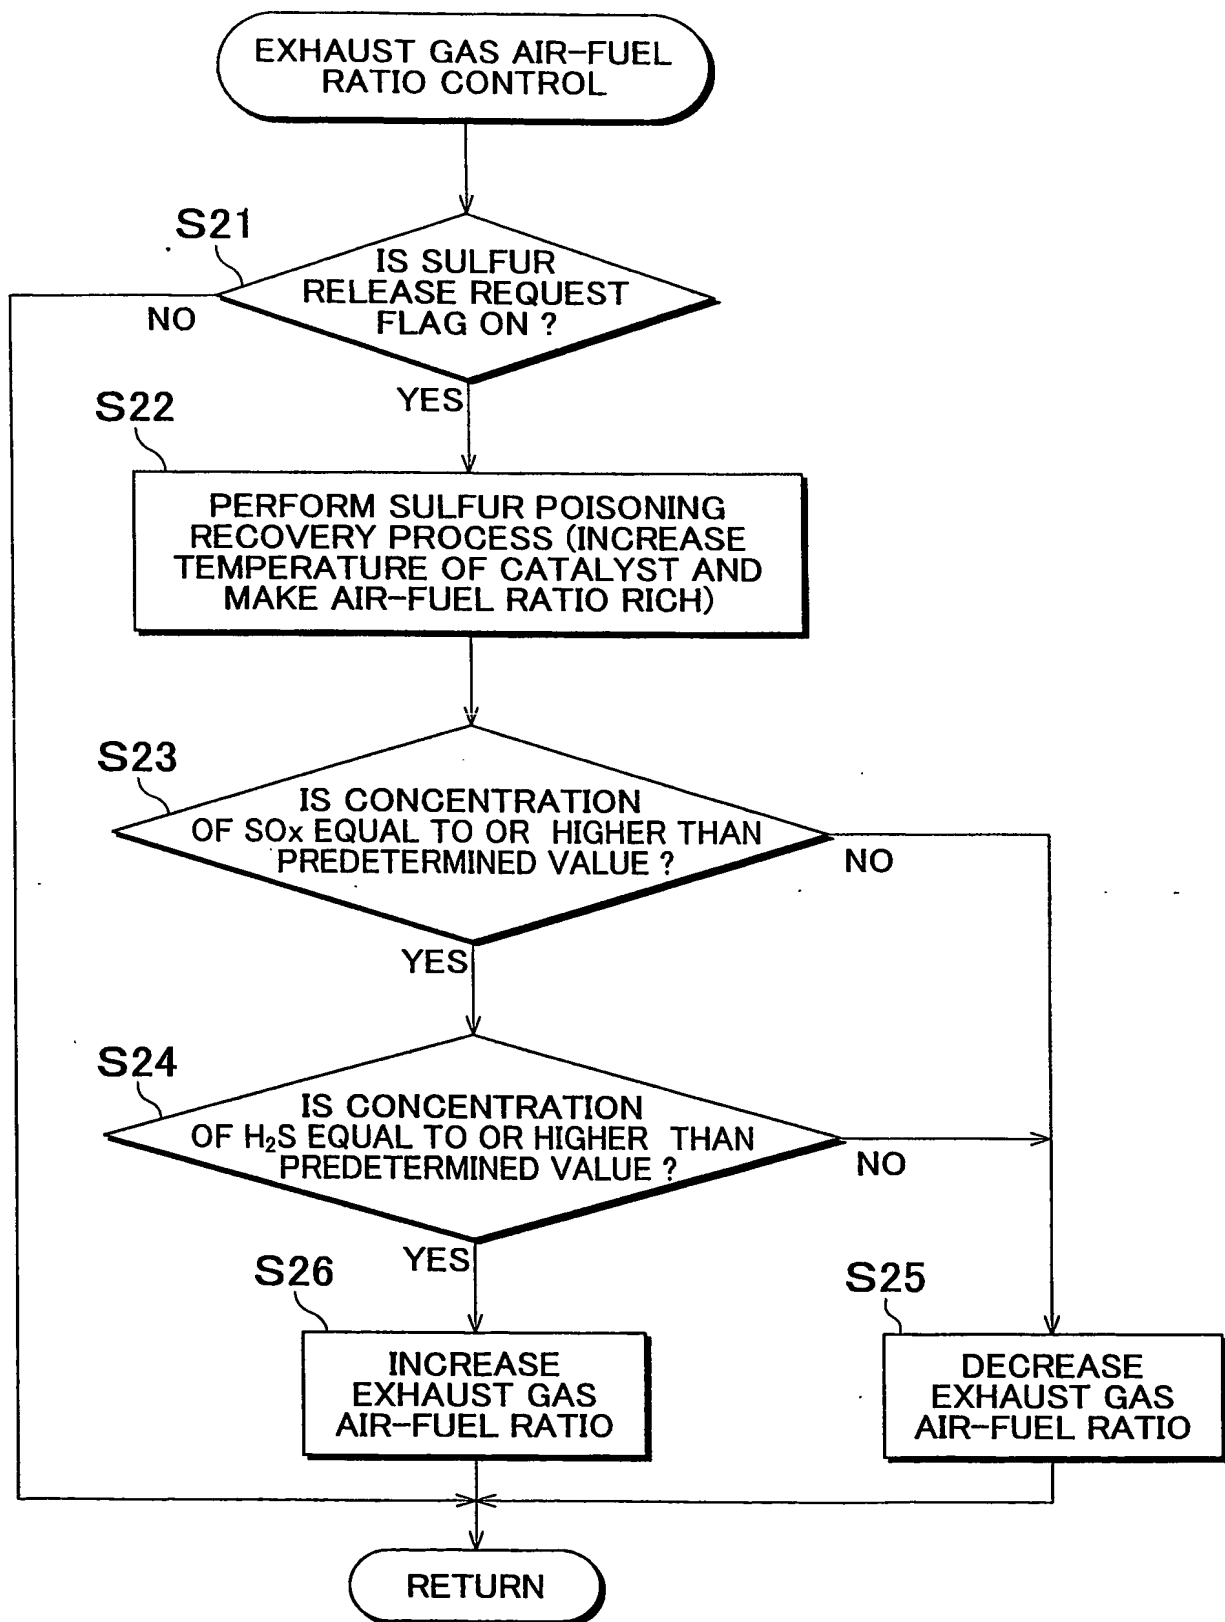 EXHAUST GAS AIR-FUEL
RATIO CONTROL
S21
IS SULFUR
RELEASE REQUEST
FLAG ON ?
NO
YES
S22
PERFORM SULFUR POISONING
RECOVERY PROCESS (INCREASE
TEMPERATURE OF CATALYST AND
MAKE AIR-FUEL RATIO RICH)
S23
IS CONCENTRATION
OF SOx EQUAL TO OR HIGHER THAN
PREDETERMINED VALUE ?
NO
YES
S24
IS CONCENTRATION
OF H₂S EQUAL TO OR HIGHER THAN
PREDETERMINED VALUE ?
NO
YES
S26
INCREASE
EXHAUST GAS
AIR-FUEL RATIO
S25
DECREASE
EXHAUST GAS
AIR-FUEL RATIO
RETURN